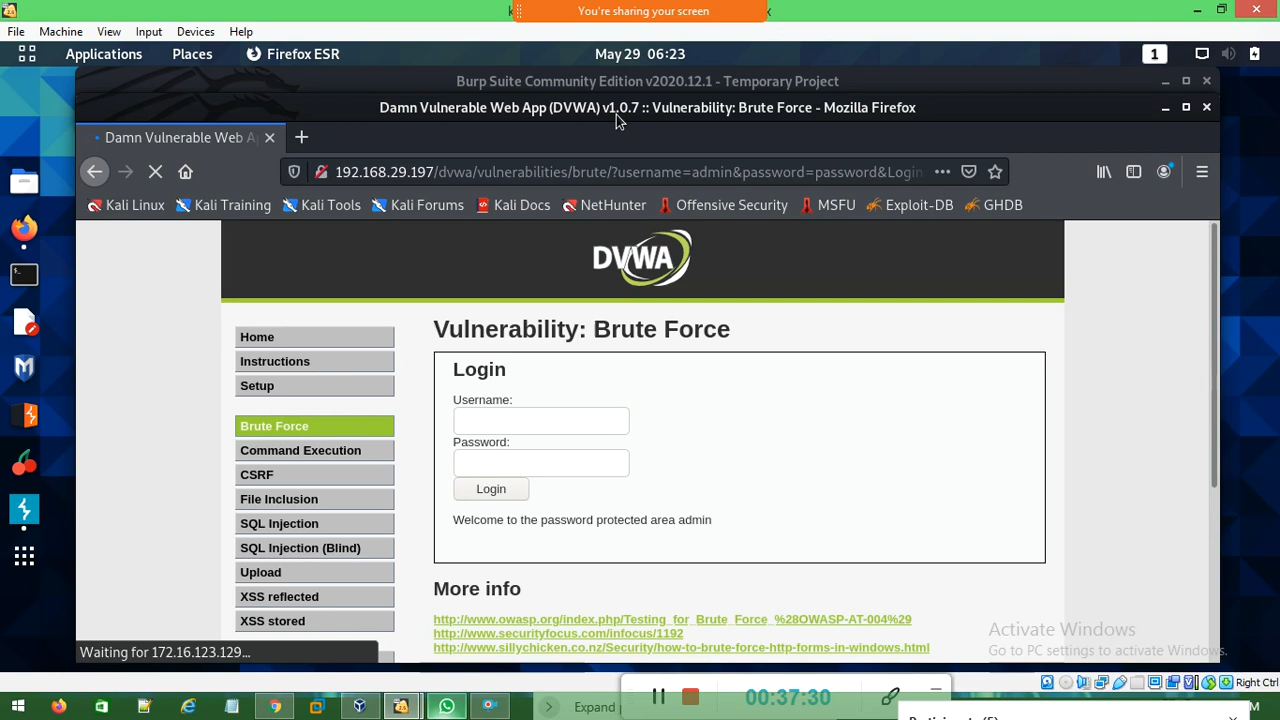 You're sharing your screen
File Machine View Input Devices Help
Applications Places Firefox ESR May 29 06:23 1
Burp Suite Community Edition v2020.12.1 - Temporary Project
Damn Vulnerable Web App (DVWA) v1.0.7 :: Vulnerability: Brute Force - Mozilla Firefox
Damn Vulnerable Web A
192.168.29.197/dvwa/vulnerabilities/brute/?username=admin&password=password&Login
Kali Linux Kali Training Kali Tools Kali Forums Kali Docs NetHunter Offensive Security MSFU Exploit-DB GHDB
DVWA
Vulnerability: Brute Force
Home
Instructions
Setup
Brute Force
Command Execution
CSRF
File Inclusion
SQL Injection
SQL Injection (Blind)
Upload
XSS reflected
XSS stored
Login
Username:
Password:
Login
Welcome to the password protected area admin
More info
http://www.owasp.org/index.php/Testing_for_Brute_Force_%28OWASP-AT-004%29
http://www.securityfocus.com/infocus/1192
http://www.sillychicken.co.nz/Security/how-to-brute-force-http-forms-in-windows.html
Activate Windows
Go to PC settings to activate Windows.
Waiting for 172.16.123.129...
Right Ctrl
00:37:30
Expand